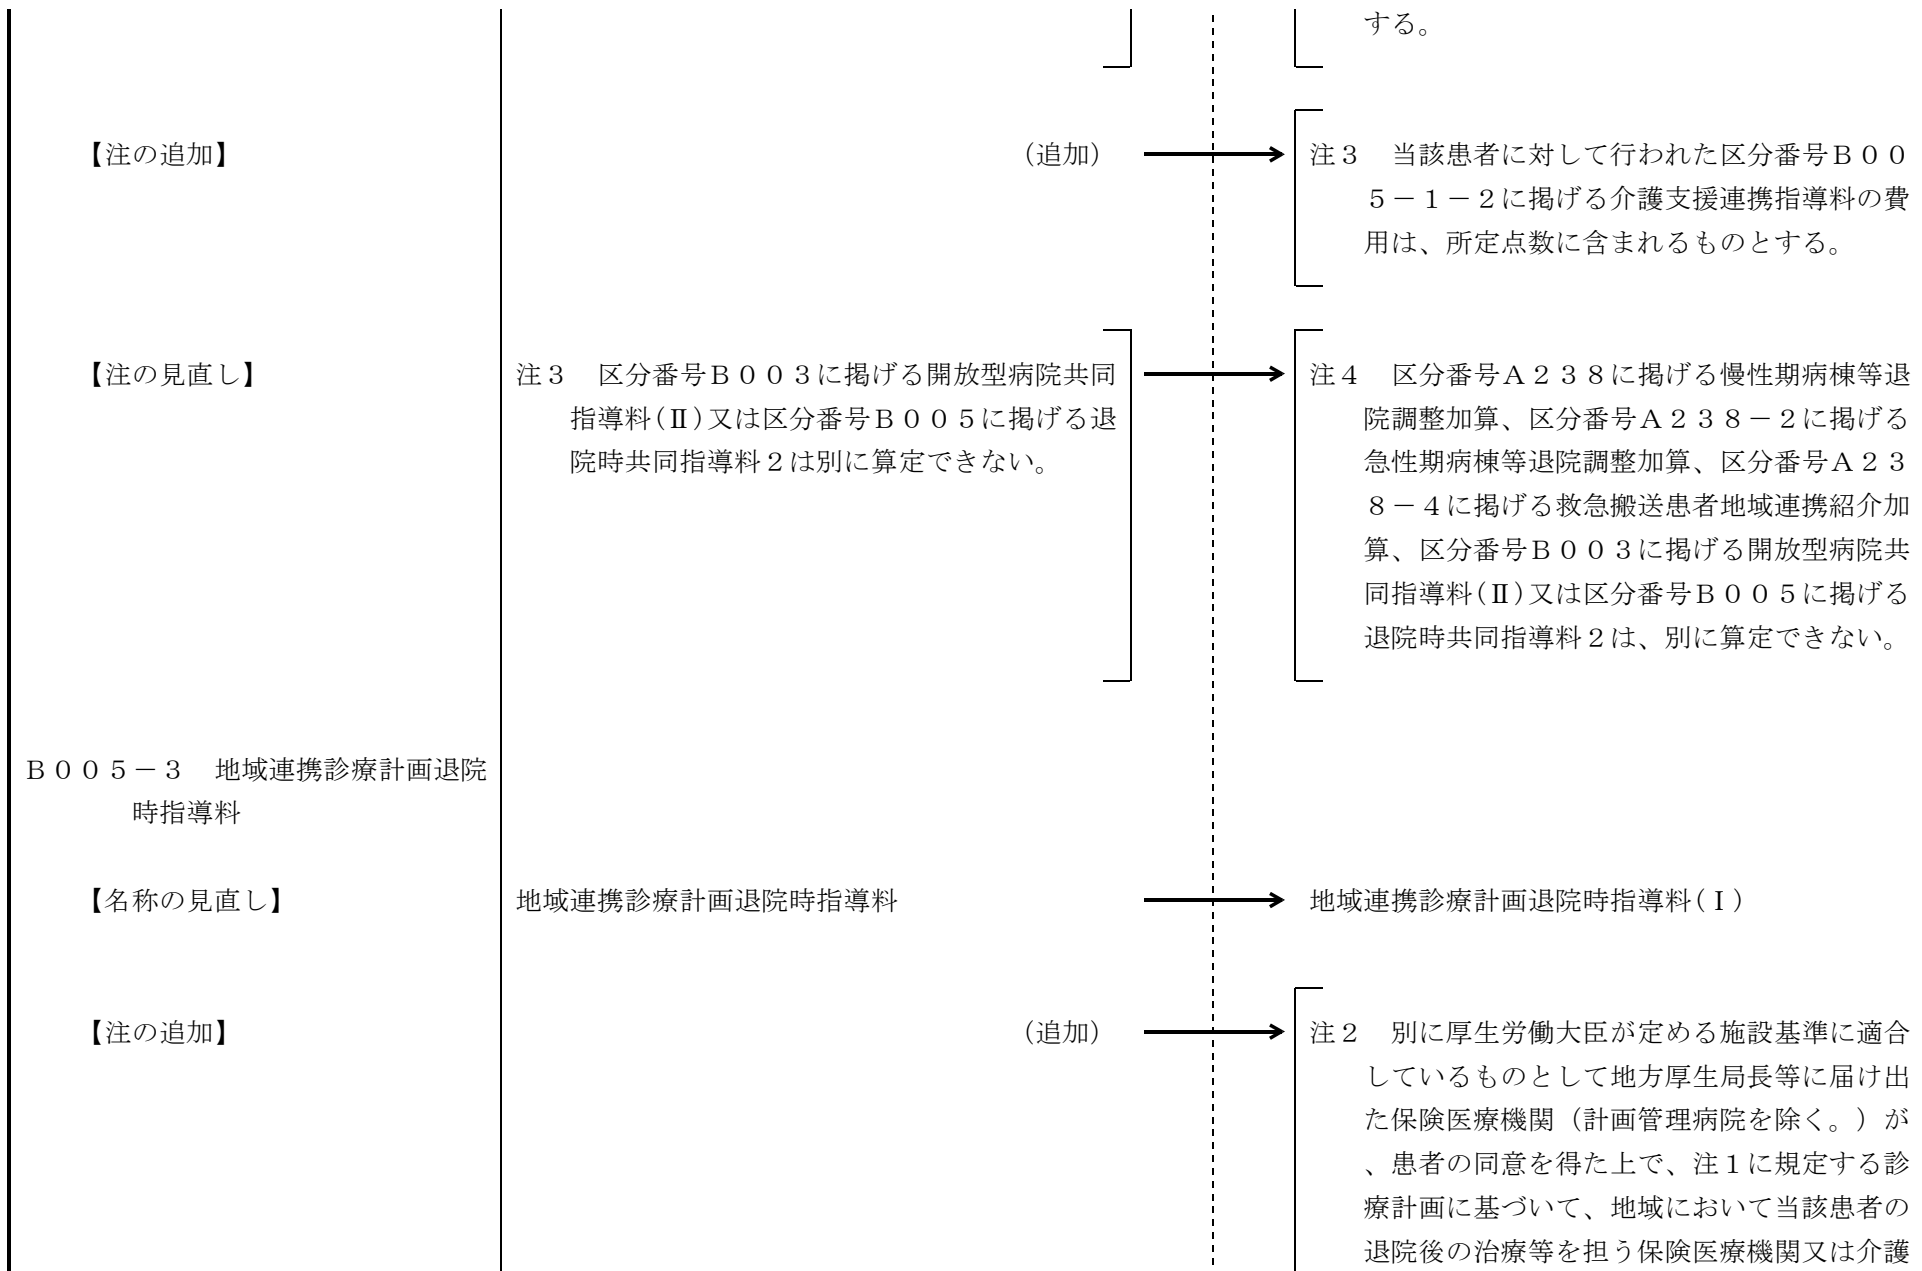 する。
【注の追加】
（追加）
注３　当該患者に対して行われた区分番号Ｂ００
５－１－２に掲げる介護支援連携指導料の費
用は、所定点数に含まれるものとする。
【注の見直し】
注３　区分番号Ｂ００３に掲げる開放型病院共同
指導料(Ⅱ)又は区分番号Ｂ００５に掲げる退
院時共同指導料２は別に算定できない。
注４　区分番号Ａ２３８に掲げる慢性期病棟等退
院調整加算、区分番号Ａ２３８－２に掲げる
急性期病棟等退院調整加算、区分番号Ａ２３
８－４に掲げる救急搬送患者地域連携紹介加
算、区分番号Ｂ００３に掲げる開放型病院共
同指導料(Ⅱ)又は区分番号Ｂ００５に掲げる
退院時共同指導料２は、別に算定できない。
Ｂ００５－３　地域連携診療計画退院
時指導料
【名称の見直し】
地域連携診療計画退院時指導料
地域連携診療計画退院時指導料(Ⅰ)
【注の追加】
（追加）
注２　別に厚生労働大臣が定める施設基準に適合
しているものとして地方厚生局長等に届け出
た保険医療機関（計画管理病院を除く。）が
、患者の同意を得た上で、注１に規定する診
療計画に基づいて、地域において当該患者の
退院後の治療等を担う保険医療機関又は介護